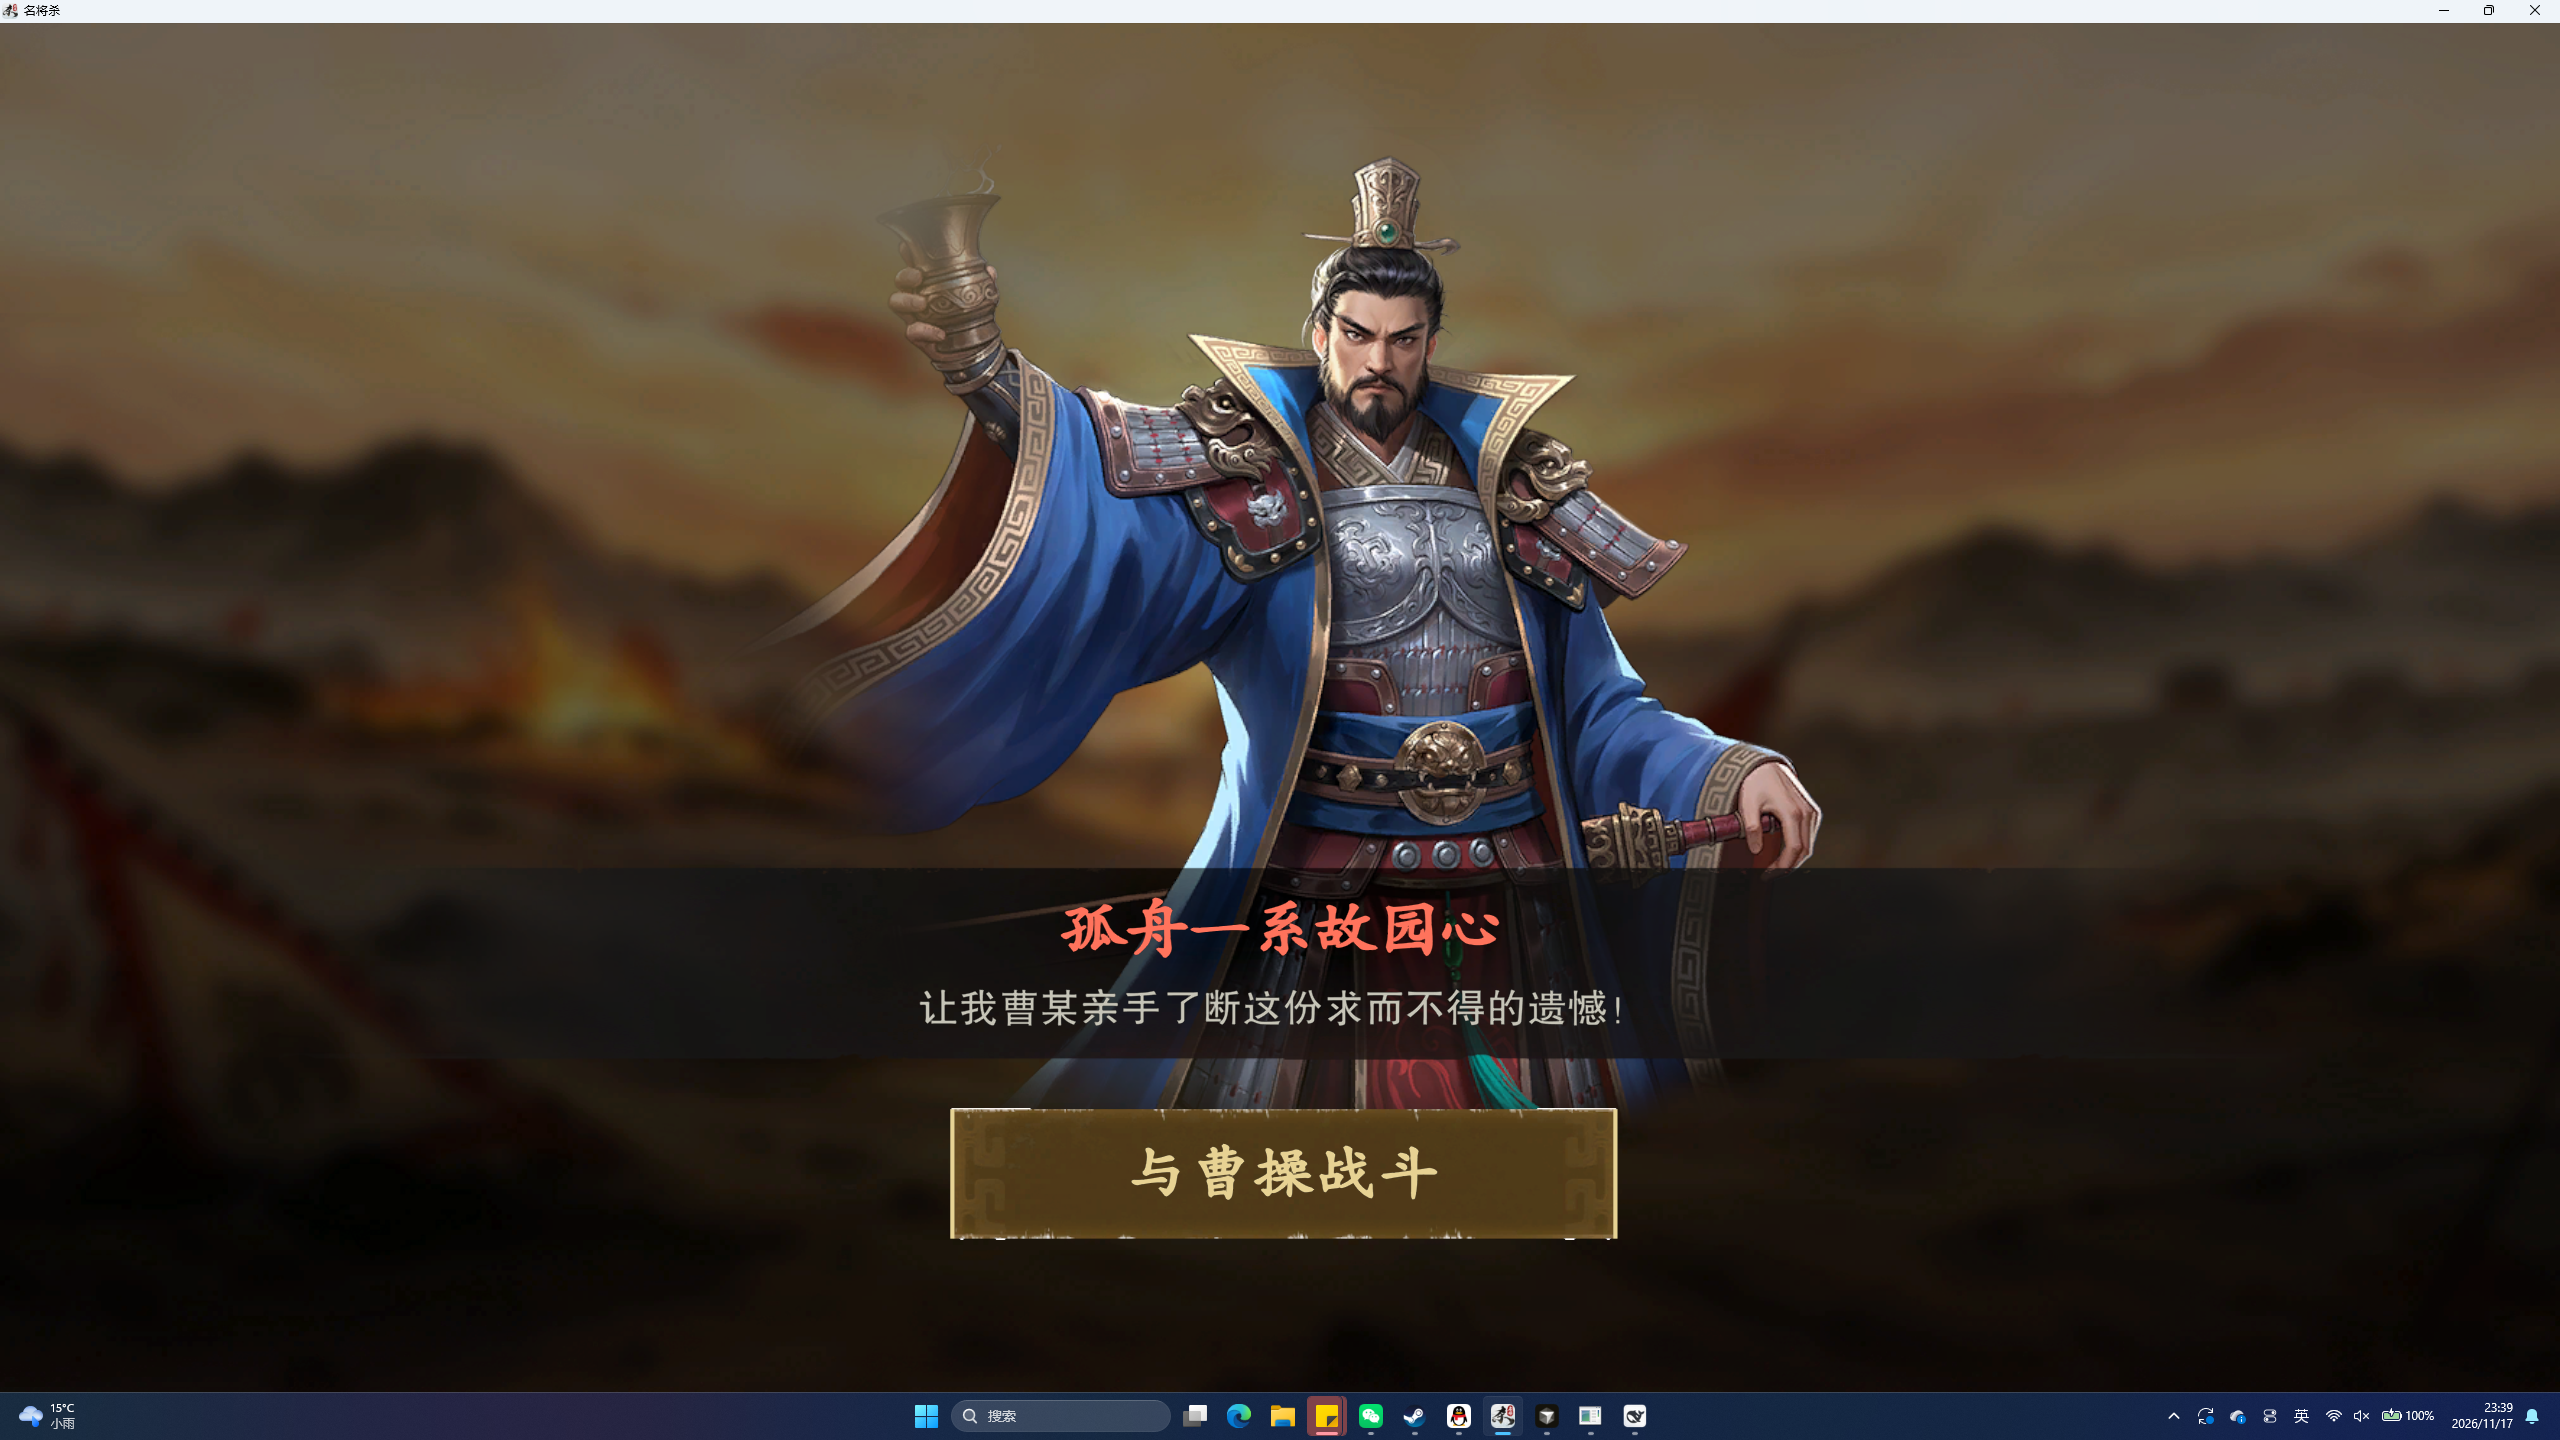 名将杀
孤舟一系故园心
让我曹某亲手了断这份求而不得的遗憾！
与曹操战斗
15°C
小雨
搜索
英
100%
23:39
2026/11/17